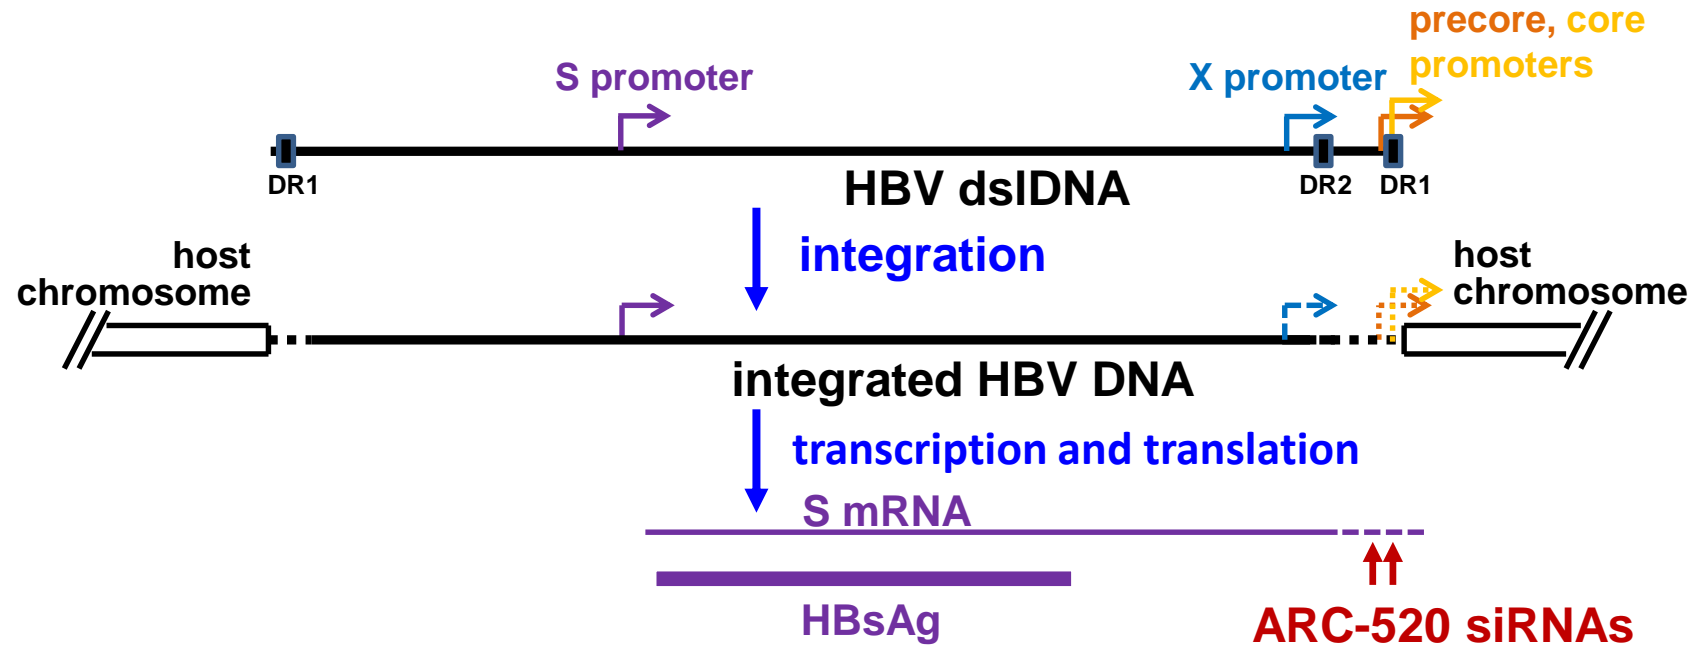 precore, core
promoters
S promoter
X promoter
DR1
DR2
DR1
HBV dslDNA
integration
host
chromosome
host
chromosome
integrated HBV DNA
transcription and translation
S mRNA
HBsAg
ARC-520 siRNAs